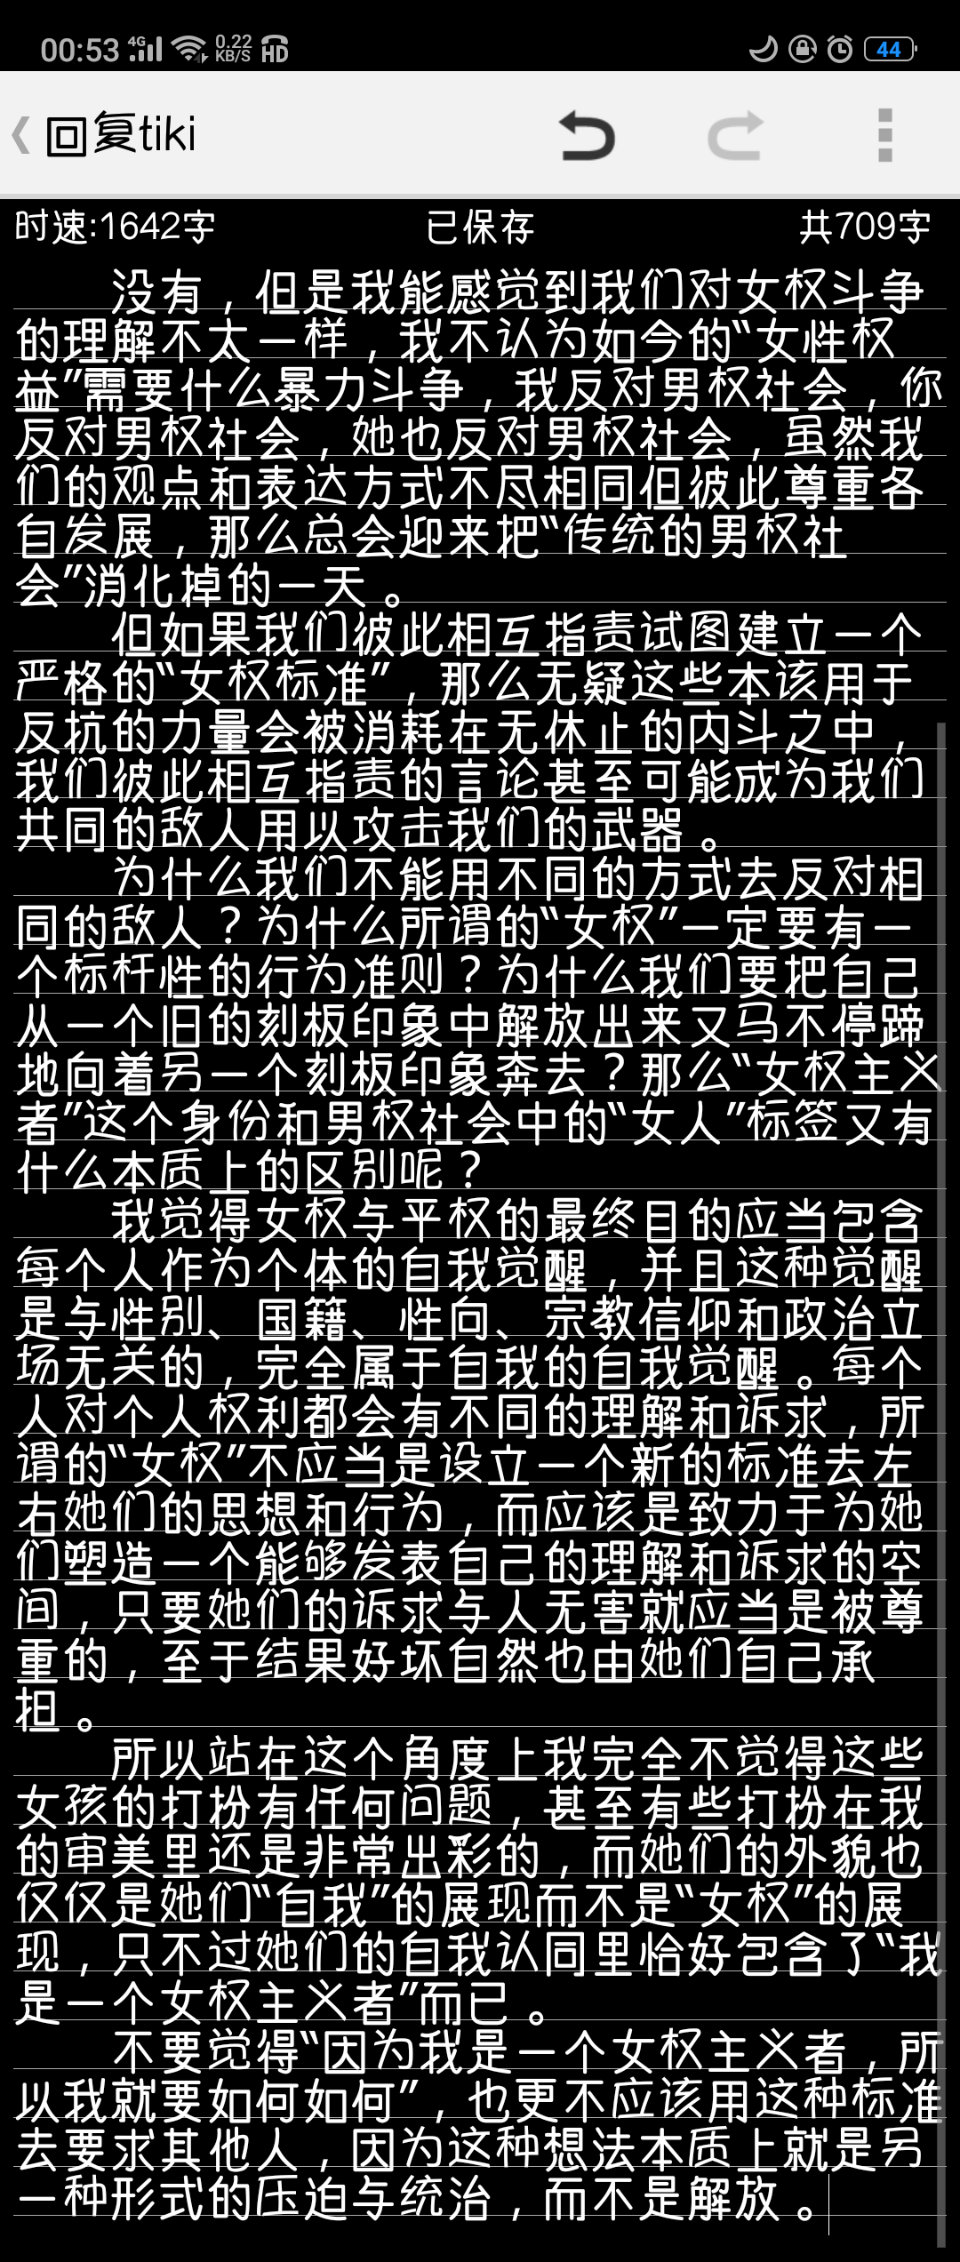 00:53 4G 0.22 KB/S HD 44
回复tiki
时速:1642字 已保存 共709字
没有，但是我能感觉到我们对女权斗争
的理解不太一样，我不认为如今的“女性权
益”需要什么暴力斗争，我反对男权社会，你
反对男权社会，她也反对男权社会，虽然我
们的观点和表达方式不尽相同但彼此尊重各
自发展，那么总会迎来把“传统的男权社
会”消化掉的一天。
但如果我们彼此相互指责试图建立一个
严格的“女权标准”，那么无疑这些本该用于
反抗的力量会被消耗在无休止的内斗之中，
我们彼此相互指责的言论甚至可能成为我们
共同的敌人用以攻击我们的武器。
为什么我们不能用不同的方式去反对相
同的敌人？为什么所谓的“女权”一定要有一
个标杆性的行为准则？为什么我们要把自己
从一个旧的刻板印象中解放出来又马不停蹄
地向着另一个刻板印象奔去？那么“女权主义
者”这个身份和男权社会中的“女人”标签又有
什么本质上的区别呢？
我觉得女权与平权的最终目的应当包含
每个人作为个体的自我觉醒，并且这种觉醒
是与性别、国籍、性向、宗教信仰和政治立
场无关的，完全属于自我的自我觉醒。每个
人对个人权利都会有不同的理解和诉求，所
谓的“女权”不应当是设立一个新的标准去左
右她们的思想和行为，而应该是致力于为她
们塑造一个能够发表自己的理解和诉求的空
间，只要她们的诉求与人无害就应当是被尊
重的，至于结果好坏自然也由她们自己承
担。
所以站在这个角度上我完全不觉得这些
女孩的打扮有任何问题，甚至有些打扮在我
的审美里还是非常出彩的，而她们的外貌也
仅仅是她们“自我”的展现而不是“女权”的展
现，只不过她们的自我认同里恰好包含了“我
是一个女权主义者”而已。
不要觉得“因为我是一个女权主义者，所
以我就要如何如何”，也更不应该用这种标准
去要求其他人，因为这种想法本质上就是另
一种形式的压迫与统治，而不是解放。